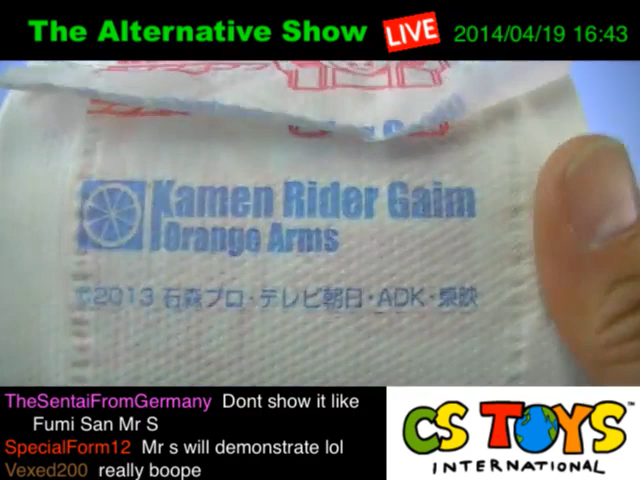 The Alternative Show LIVE 2014/04/19 16:43
Kamen Rider Gaim
Orange Arms
©2013 石森プロ・テレビ朝日・ADK・東映
TheSentaiFromGermany Dont show it like
Fumi San Mr S
SpecialForm12 Mr s will demonstrate lol
Vexed200 really boope
CS TOYS™
INTERNATIONAL